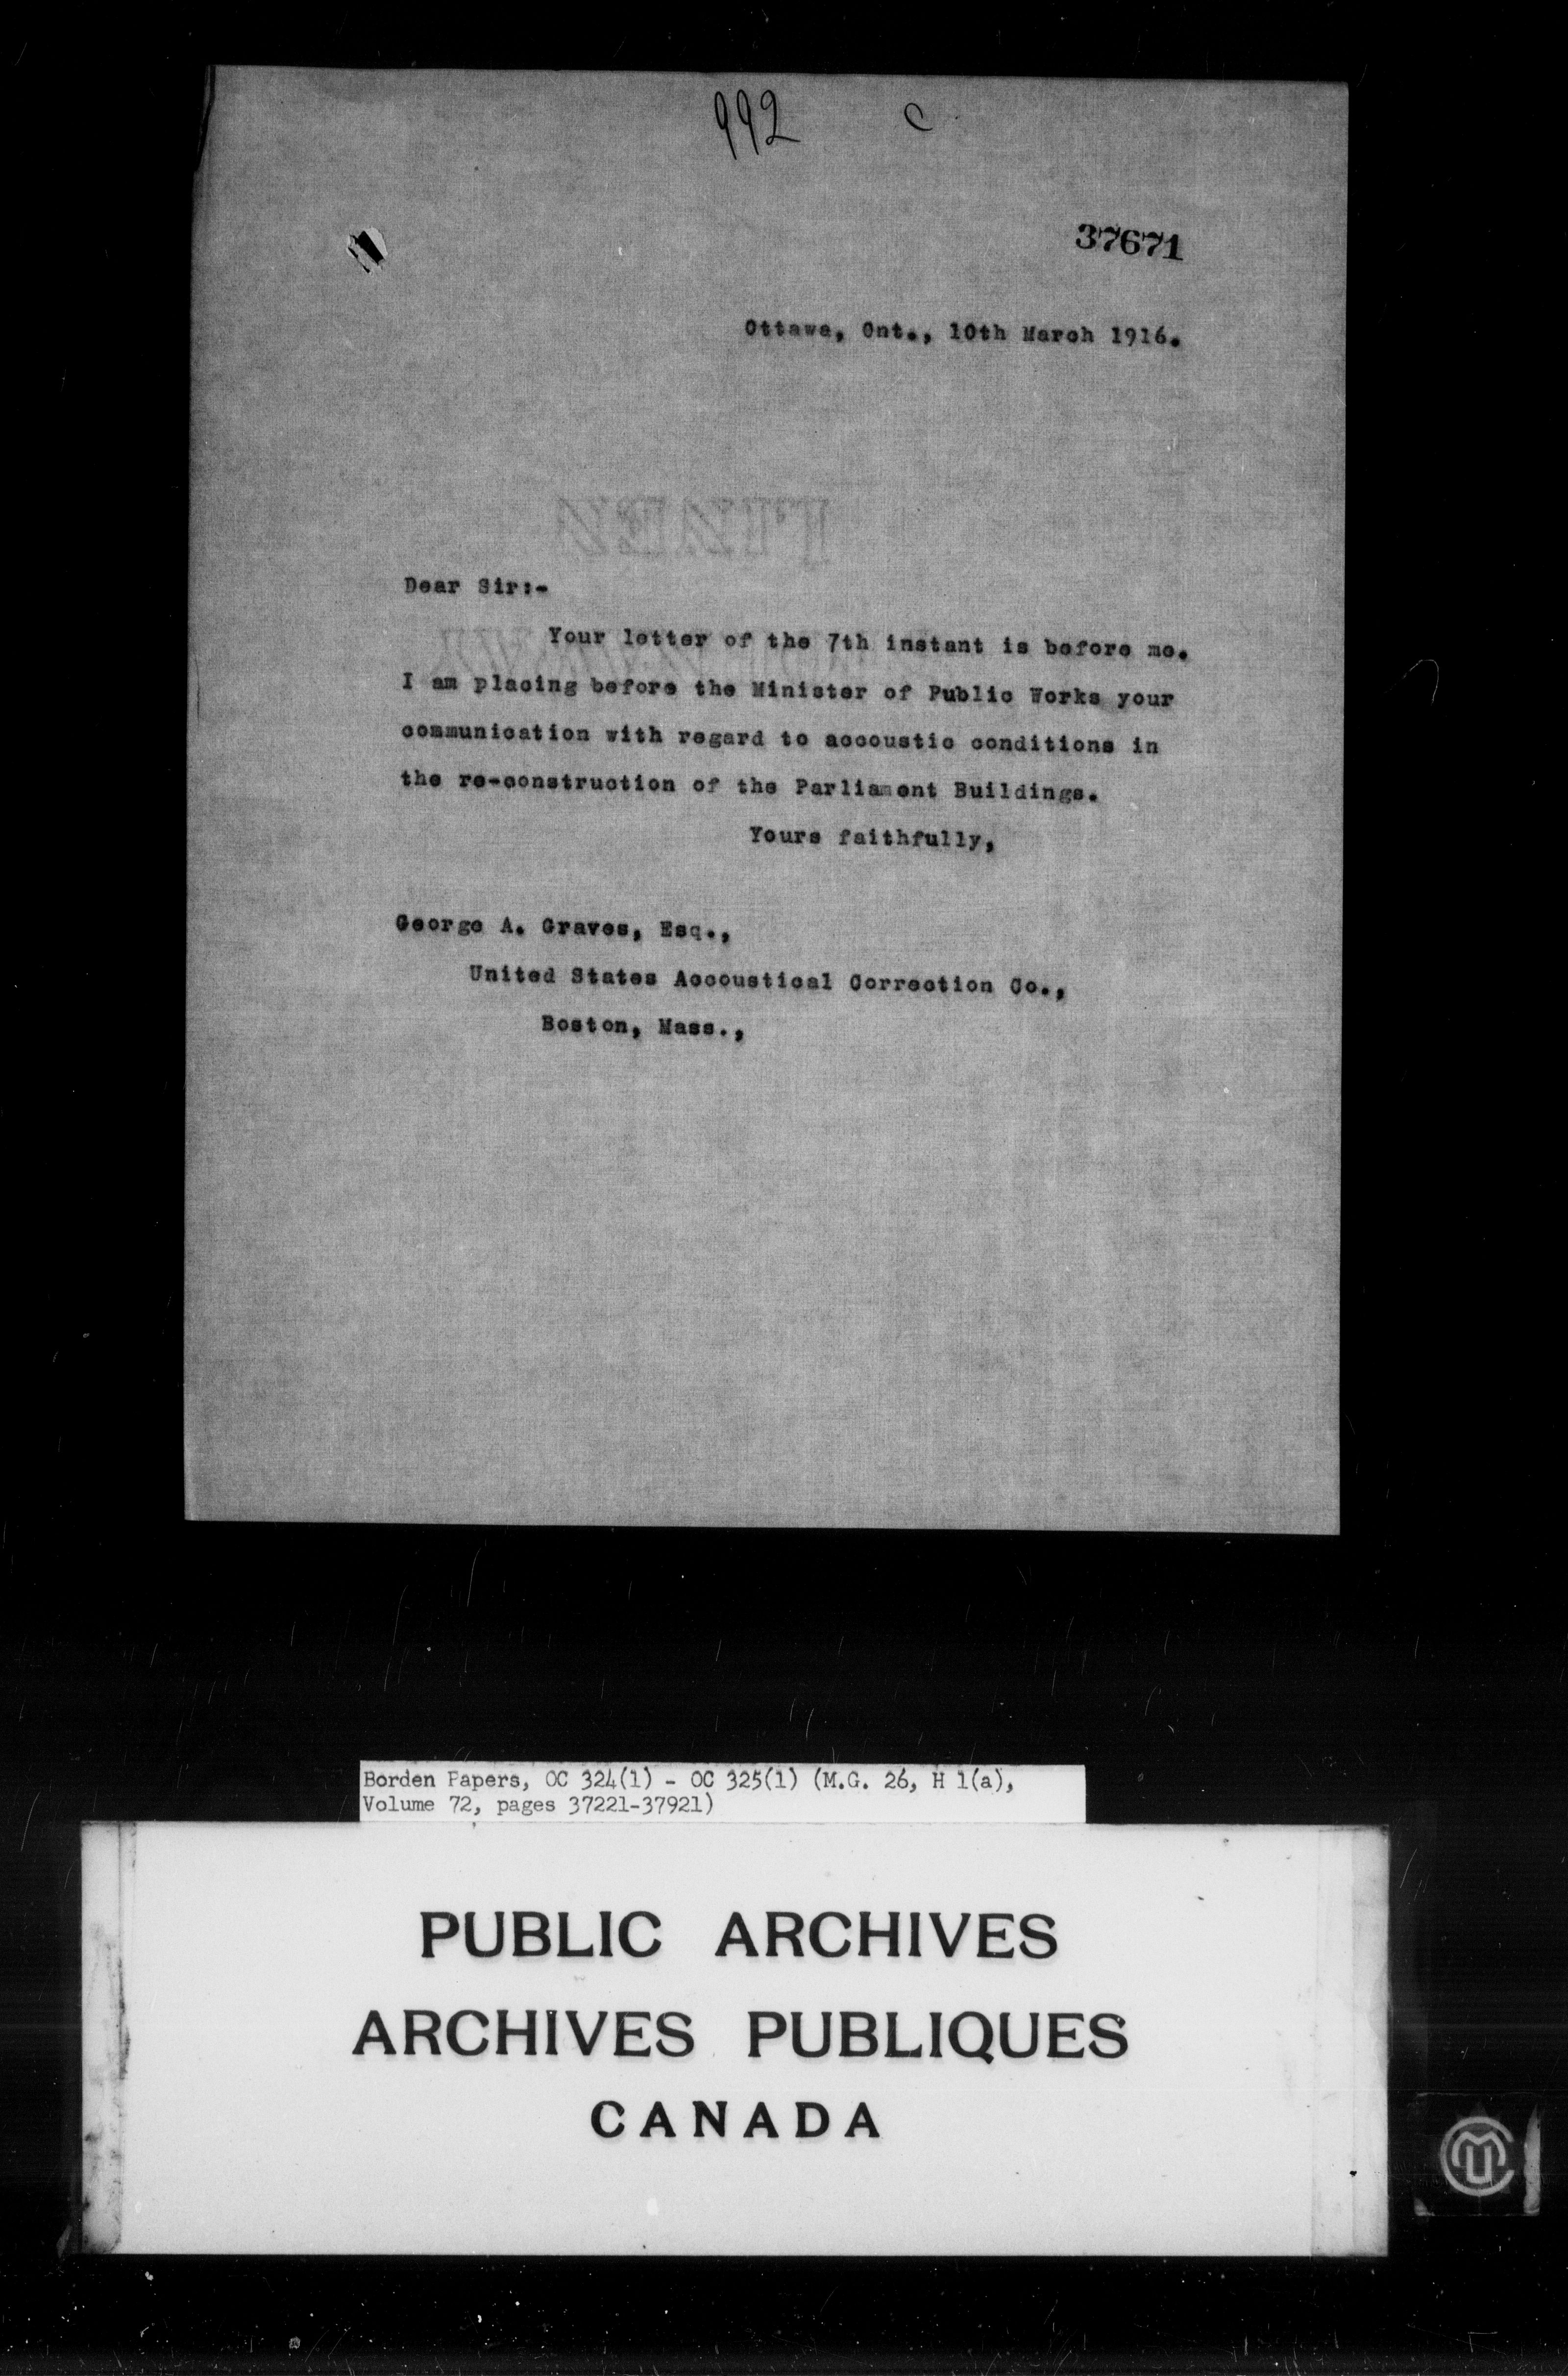 992 C
37671
Ottawa, Ont., 10th March 1916.
LINEN
Dear Sir:-
Your letter of the 7th instant is before me.
I am placing before the Minister of Public Works your
communication with regard to accoustic conditions in
the re-construction of the Parliament Buildings.
Yours faithfully,
George A. Graves, Esq.,
United States Accoustical Correction Co.,
Boston, Mass.,
Borden Papers, OC 324(1) - OC 325(1) (M.G. 26, H 1(a),
Volume 72, pages 37221-37921)
PUBLIC ARCHIVES
ARCHIVES PUBLIQUES
CANADA